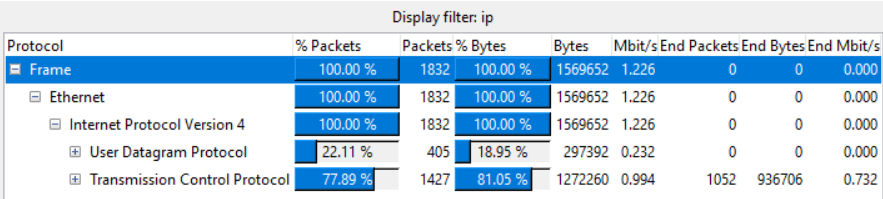 Display filter: ip
Protocol % Packets Packets % Bytes Bytes Mbit/s End Packets End Bytes End Mbit/s
Frame 100.00 % 1832 100.00 % 1569652 1.226 0 0 0.000
Ethernet 100.00 % 1832 100.00 % 1569652 1.226 0 0 0.000
Internet Protocol Version 4 100.00 % 1832 100.00 % 1569652 1.226 0 0 0.000
User Datagram Protocol 22.11 % 405 18.95 % 297392 0.232 0 0 0.000
Transmission Control Protocol 77.89 % 1427 81.05 % 1272260 0.994 1052 936706 0.732